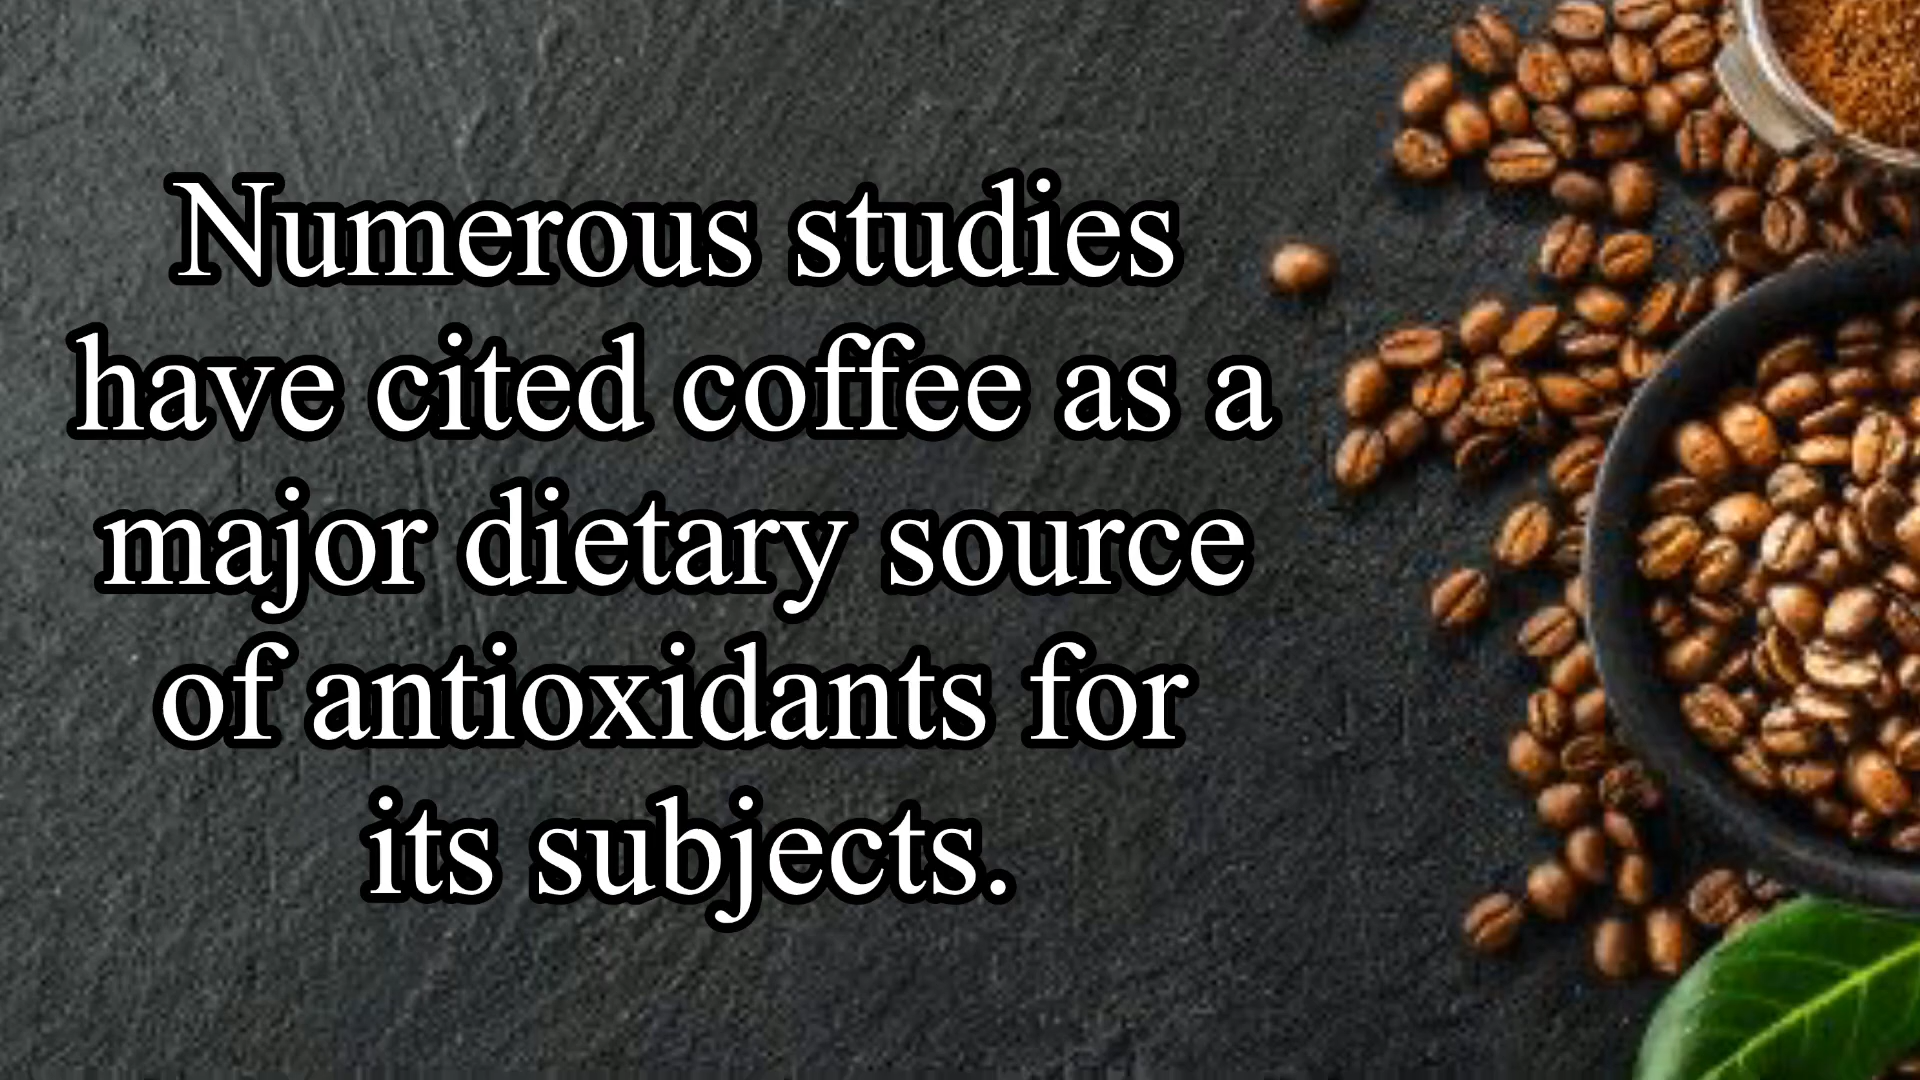 Numerous studies
have cited coffee as a
major dietary source
of antioxidants for
its subjects.